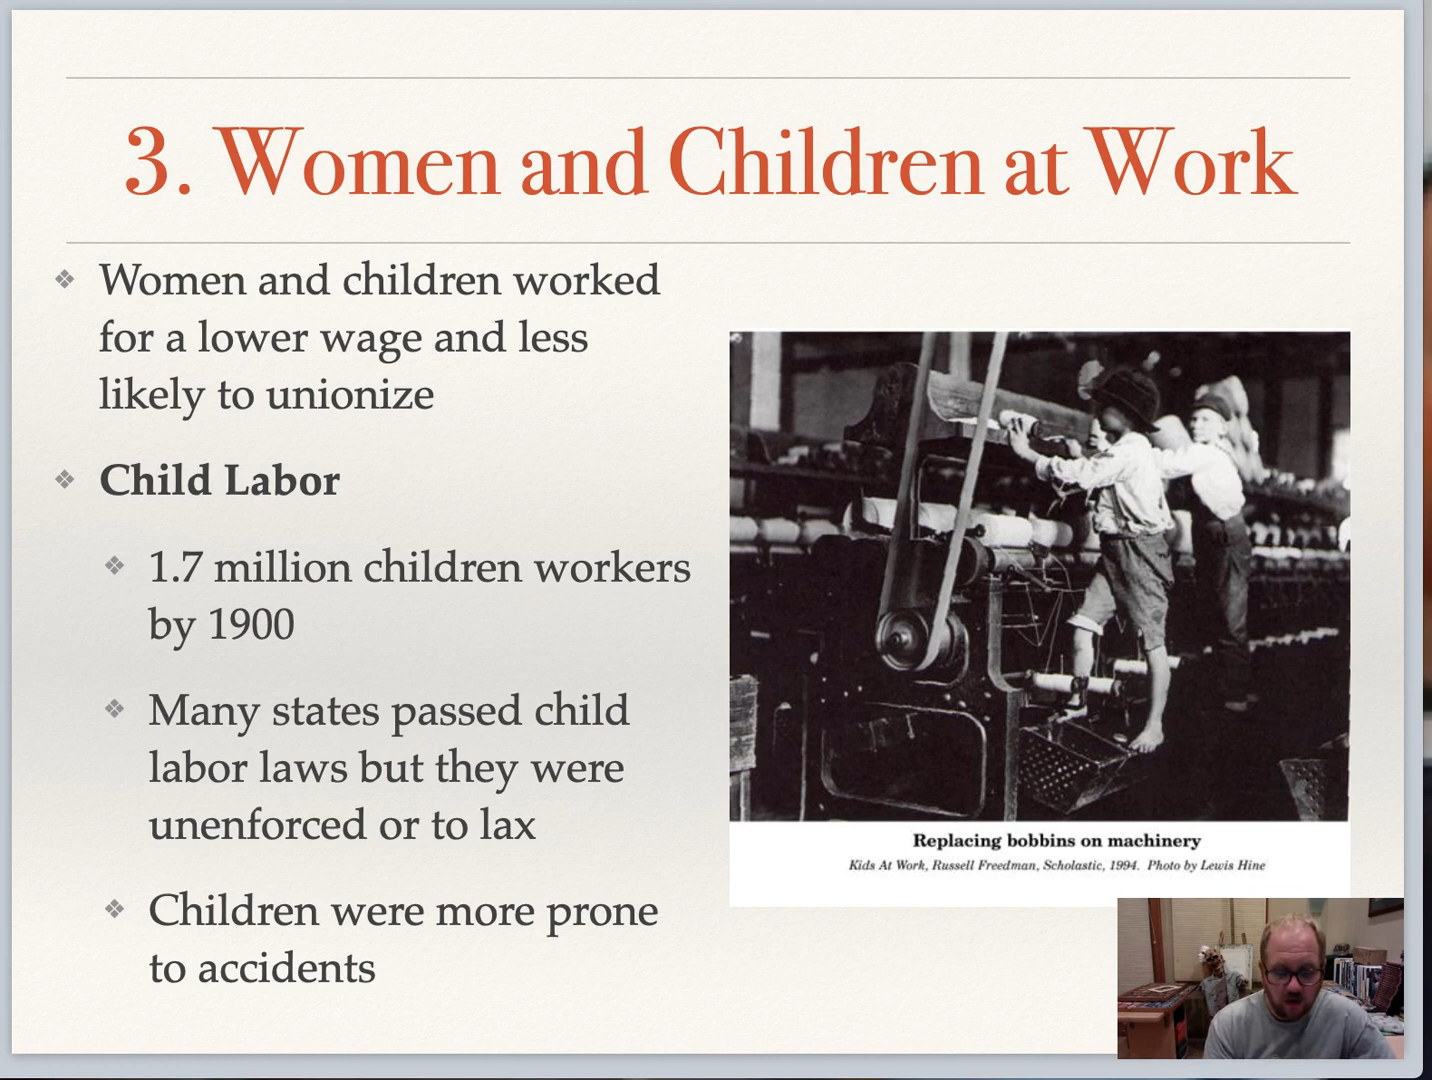 3. Women and Children at Work
Women and children worked
for a lower wage and less
likely to unionize
Child Labor
1.7 million children workers
by 1900
Many states passed child
labor laws but they were
unenforced or to lax
Children were more prone
to accidents
Replacing bobbins on machinery
Kids At Work, Russell Freedman, Scholastic, 1994. Photo by Lewis Hine